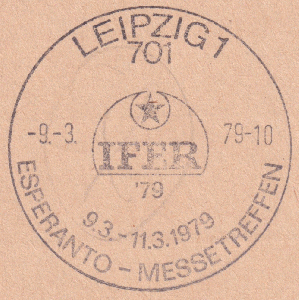 LEIPZIG 1
701
-9.-3. 79-10
IFER
'79
9.3.-11.3.1979
ESPERANTO - MESSETREFFEN